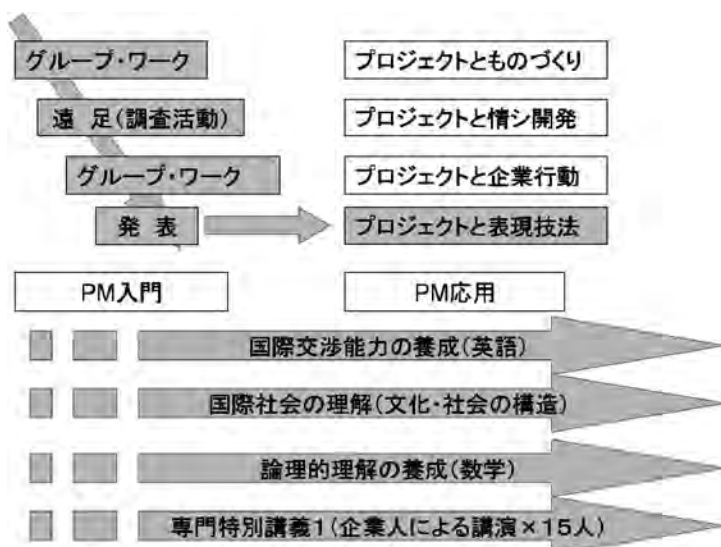 グループ・ワーク
プロジェクトとものづくり
遠 足(調査活動)
プロジェクトと情シ開発
グループ・ワーク
プロジェクトと企業行動
発 表
プロジェクトと表現技法
PM入門
PM応用
国際交渉能力の養成(英語)
国際社会の理解(文化・社会の構造)
論理的理解の養成(数学)
専門特別講義1(企業人による講演×15人)